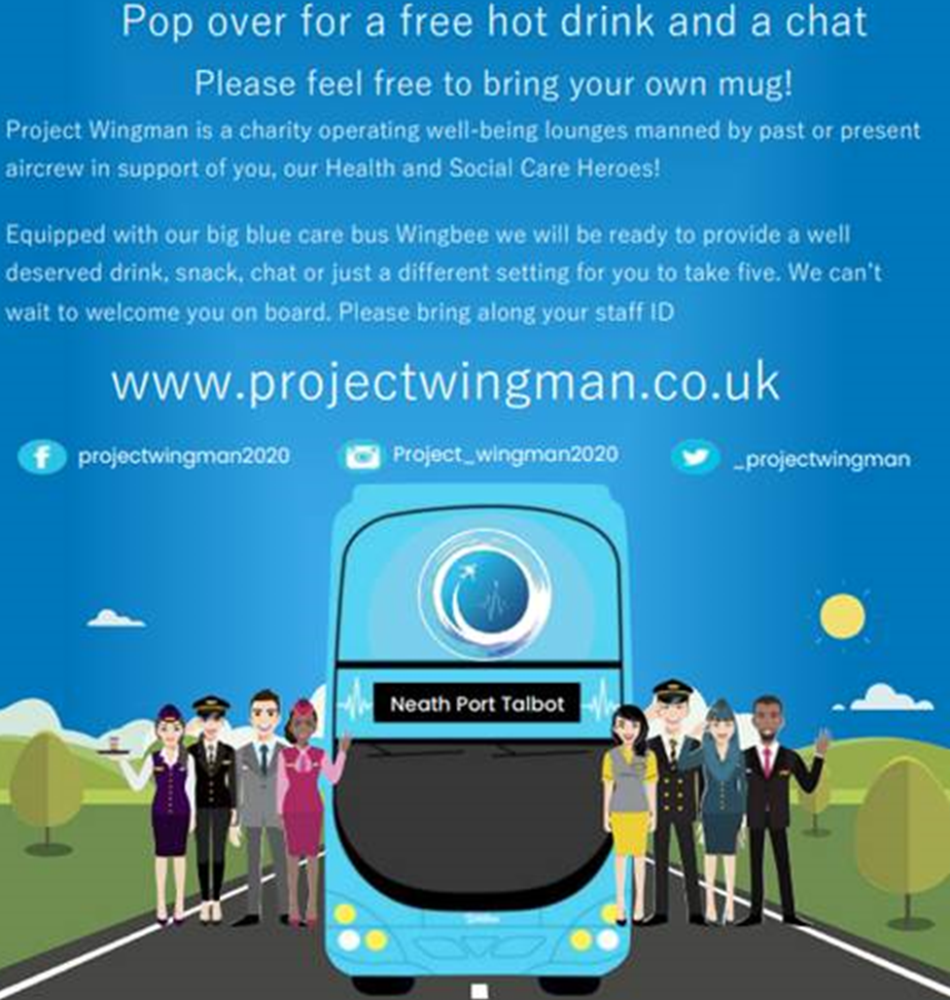 Pop over for a free hot drink and a chat
Please feel free to bring your own mug!
Project Wingman is a charity operating well-being lounges manned by past or present
aircrew in support of you, our Health and Social Care Heroes!
Equipped with our big blue care bus Wingbee we will be ready to provide a well
deserved drink, snack, chat or just a different setting for you to take five. We can't
wait to welcome you on board. Please bring along your staff ID
www.projectwingman.co.uk
projectwingman2020
Project_wingman2020
_projectwingman
Neath Port Talbot